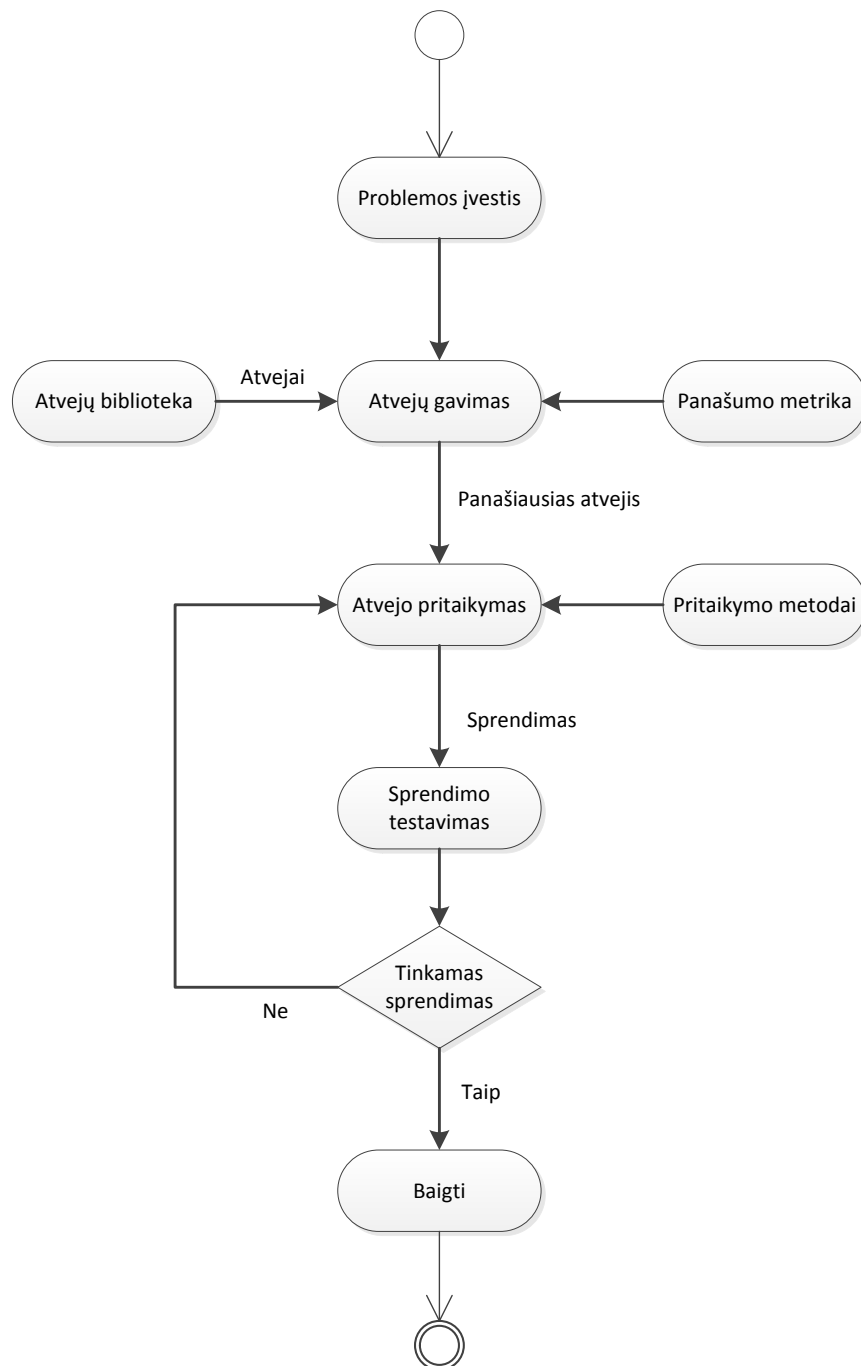 Problemos įvestis
Atvejų biblioteka
Atvejai
Atvejų gavimas
Panašumo metrika
Panašiausias atvejis
Atvejo pritaikymas
Pritaikymo metodai
Sprendimas
Sprendimo
testavimas
Tinkamas
sprendimas
Ne
Taip
Baigti